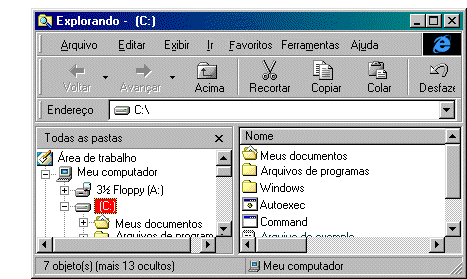 Explorando - (C:)
Arquivo Editar Exibir Ir Favoritos Ferramentas Ajuda
Voltar Avançar Acima Recortar Copiar Colar Desfaze
Endereço C:\
Todas as pastas
Área de trabalho
Meu computador
3½ Floppy (A:)
(C:
Meus documentos
Arquivos de program
Nome
Meus documentos
Arquivos de programas
Windows
Autoexec
Command
Arquivo de exemplo
7 objeto(s) (mais 13 ocultos) Meu computador